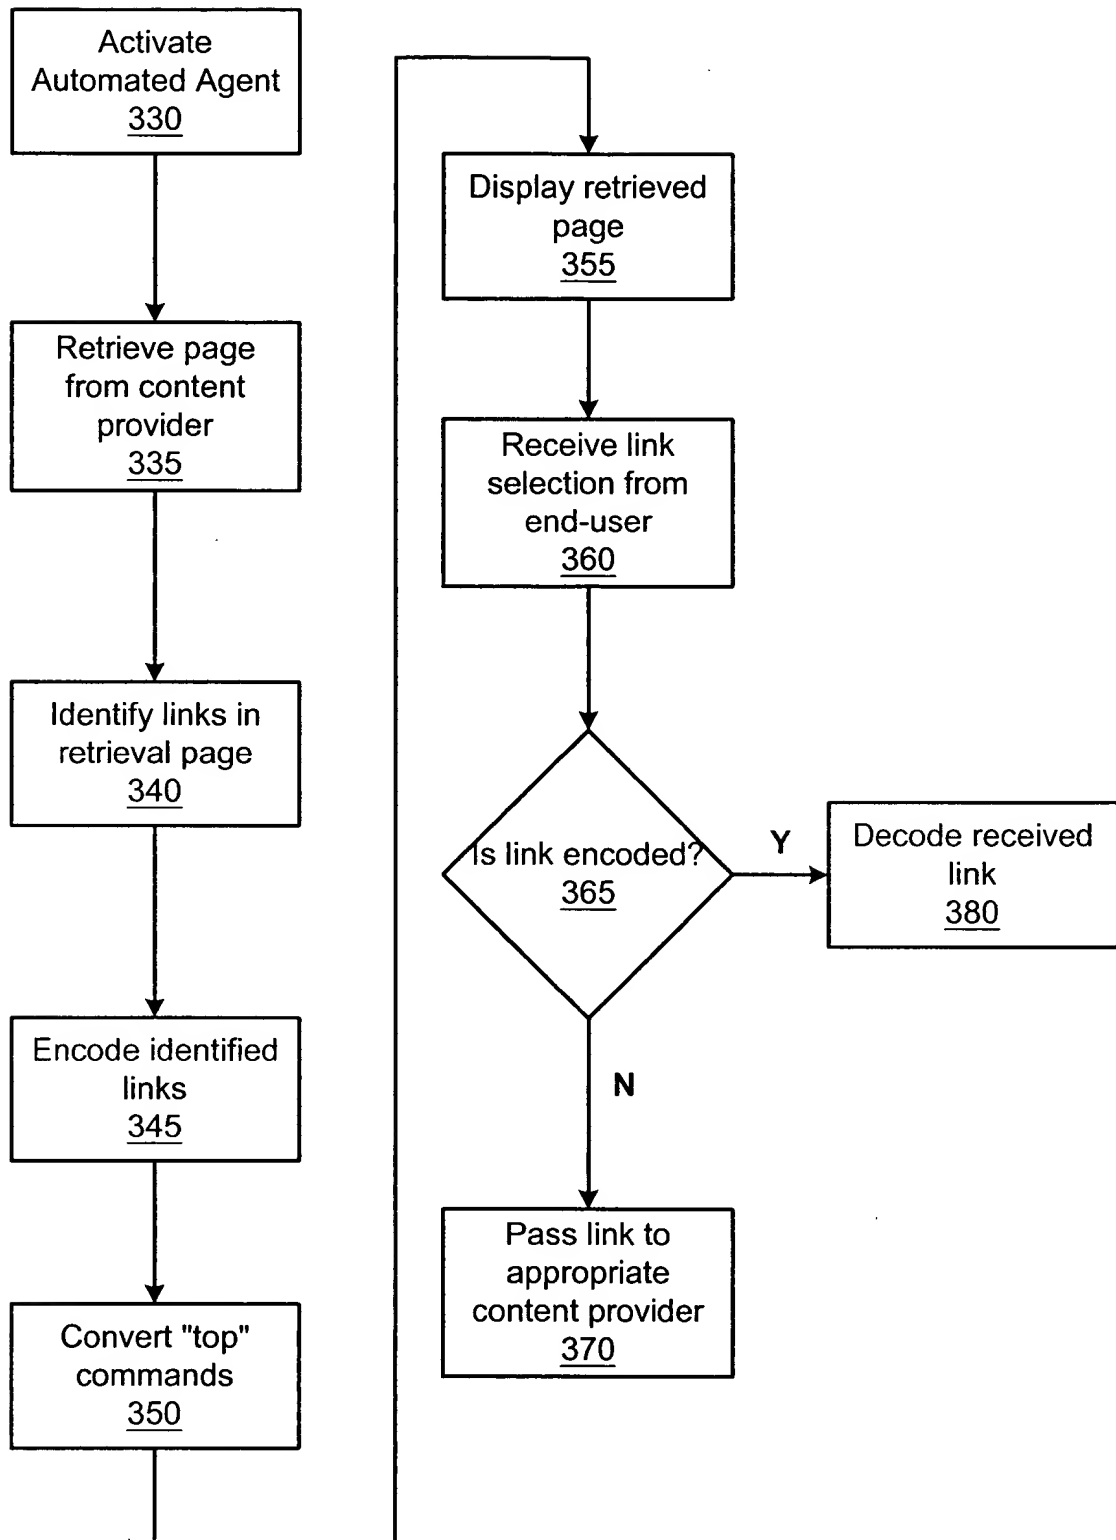 Activate
Automated Agent
330
Retrieve page
from content
provider
335
Identify links in
retrieval page
340
Encode identified
links
345
Convert "top"
commands
350
Display retrieved
page
355
Receive link
selection from
end-user
360
Is link encoded?
365
Y
Decode received
link
380
N
Pass link to
appropriate
content provider
370